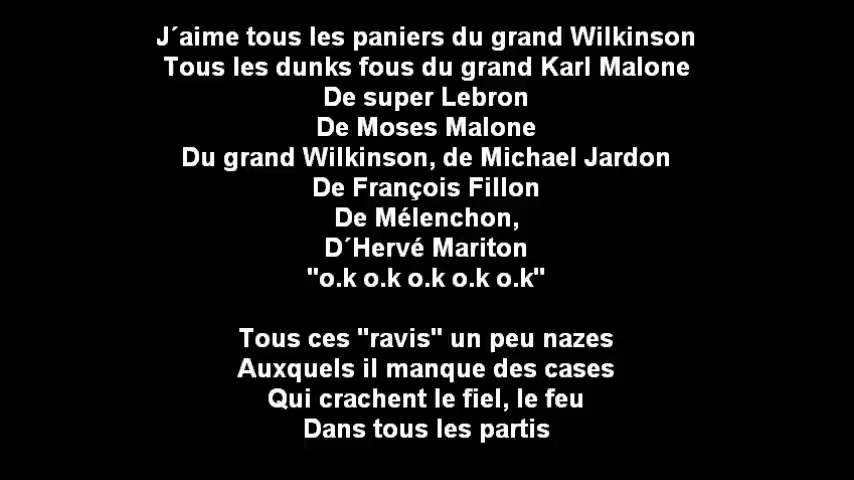 J´aime tous les paniers du grand Wilkinson
Tous les dunks fous du grand Karl Malone
De super Lebron
De Moses Malone
Du grand Wilkinson, de Michael Jardon
De François Fillon
De Mélenchon,
D´Hervé Mariton
"o.k o.k o.k o.k o.k"
Tous ces "ravis" un peu nazes
Auxquels il manque des cases
Qui crachent le fiel, le feu
Dans tous les partis